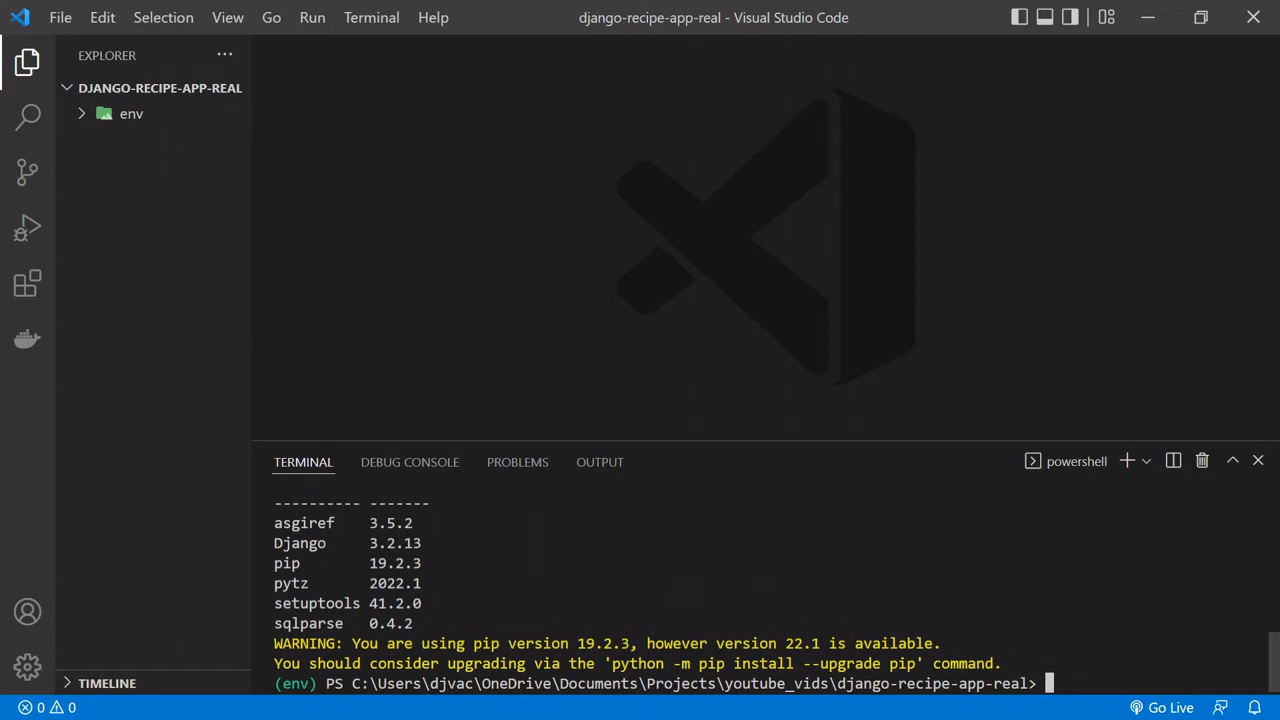 File Edit Selection View Go Run Terminal Help
django-recipe-app-real - Visual Studio Code
EXPLORER
DJANGO-RECIPE-APP-REAL
env
TERMINAL DEBUG CONSOLE PROBLEMS OUTPUT
powershell
---------- -------
asgiref 3.5.2
Django 3.2.13
pip 19.2.3
pytz 2022.1
setuptools 41.2.0
sqlparse 0.4.2
WARNING: You are using pip version 19.2.3, however version 22.1 is available.
You should consider upgrading via the 'python -m pip install --upgrade pip' command.
(env) PS C:\Users\djvac\OneDrive\Documents\Projects\youtube_vids\django-recipe-app-real>
TIMELINE
0 0
Go Live